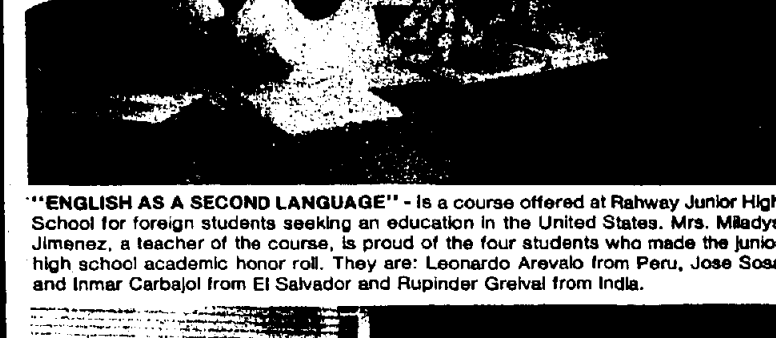 "ENGLISH AS A SECOND LANGUAGE" - is a course offered at Rahway Junior High
School for foreign students seeking an education in the United States. Mrs. Miladys
Jimenez, a teacher of the course, is proud of the four students who made the junior
high school academic honor roll. They are: Leonardo Arevalo from Peru, Jose Sosa
and Inmar Carbajol from El Salvador and Rupinder Greival from India.